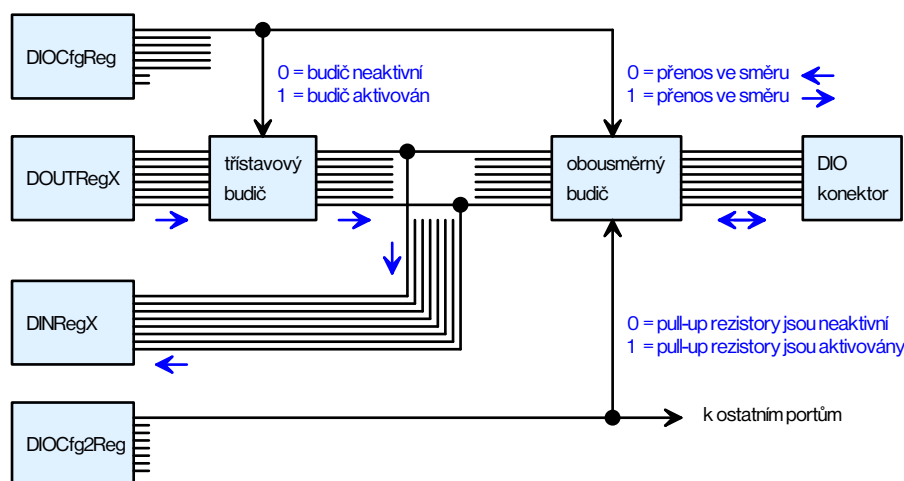 DIOCfgReg
0 = budič neaktivní
1 = budič aktivován
0 = přenos ve směru
1 = přenos ve směru
DOUTRegX
třístavový
budič
obousměrný
budič
DIO
konektor
DINRegX
0 = pull-up rezistory jsou neaktivní
1 = pull-up rezistory jsou aktivovány
DIOCfg2Reg
k ostatním portům